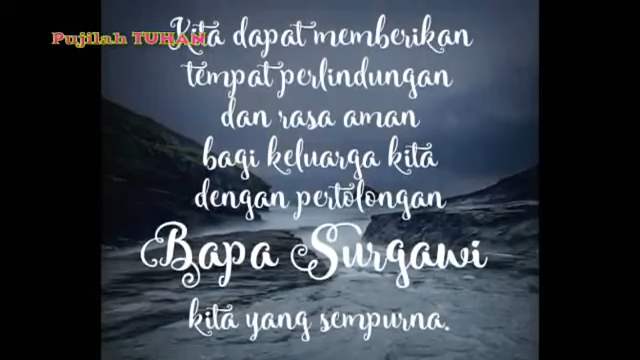 Pujilah TUHAN
Kita dapat memberikan
tempat perlindungan
dan rasa aman
bagi keluarga kita
dengan pertolongan
Bapa Surgawi
kita yang sempurna.